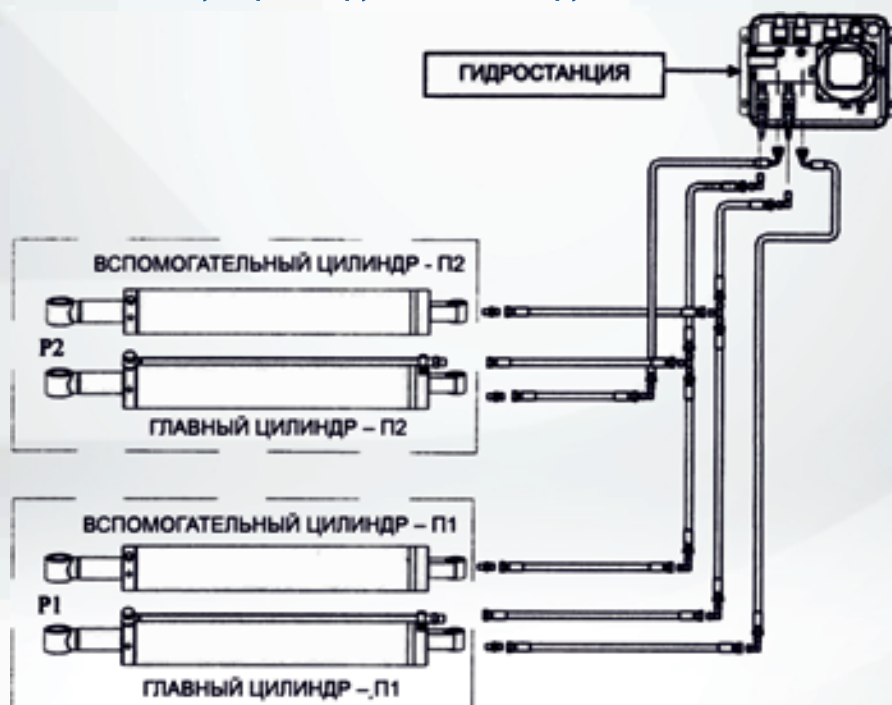 ГИДРОСТАНЦИЯ
ВСПОМОГАТЕЛЬНЫЙ ЦИЛИНДР - П2
P2
ГЛАВНЫЙ ЦИЛИНДР – П2
ВСПОМОГАТЕЛЬНЫЙ ЦИЛИНДР – П1
P1
ГЛАВНЫЙ ЦИЛИНДР – П1